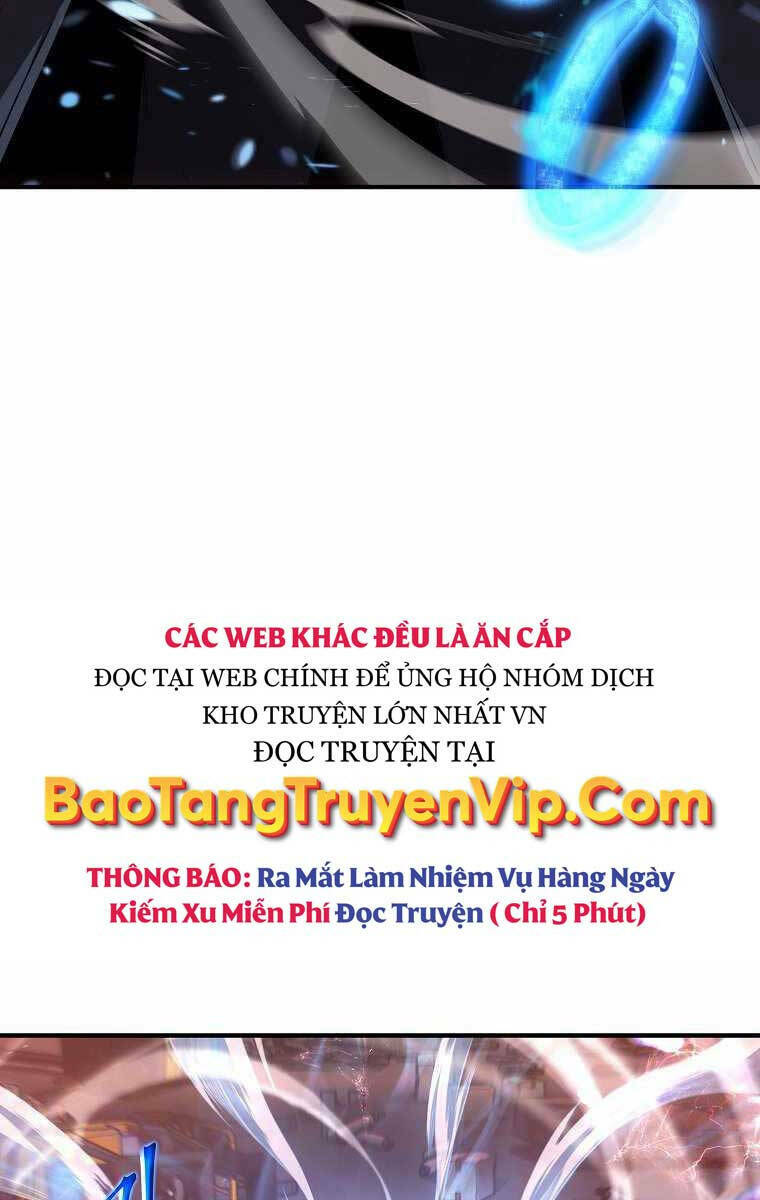 CÁC WEB KHÁC ĐỀU LÀ ĂN CẮP
ĐỌC TẠI WEB CHÍNH ĐỂ ỦNG HỘ NHÓM DỊCH
KHO TRUYỆN LỚN NHẤT VN
ĐỌC TRUYỆN TẠI
BaoTangTruyenVip.Com
THÔNG BÁO: Ra Mắt Làm Nhiệm Vụ Hàng Ngày
Kiếm Xu Miễn Phí Đọc Truyện ( Chỉ 5 Phút)